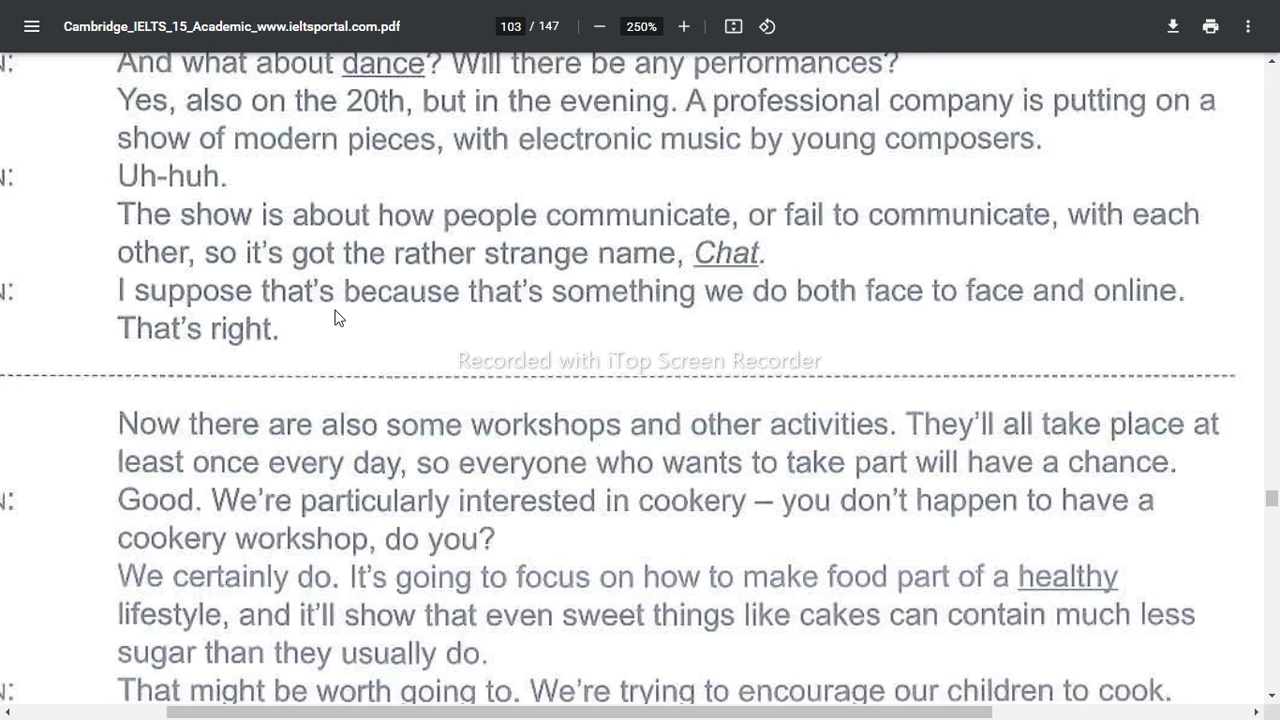 Cambridge_IELTS_15_Academic_www.ieltsportal.com.pdf 103 / 147 250%
N: And what about dance? Will there be any performances?
Yes, also on the 20th, but in the evening. A professional company is putting on a
show of modern pieces, with electronic music by young composers.
N: Uh-huh.
The show is about how people communicate, or fail to communicate, with each
other, so it's got the rather strange name, Chat.
N: I suppose that's because that's something we do both face to face and online.
That's right.
Recorded with iTop Screen Recorder
Now there are also some workshops and other activities. They'll all take place at
least once every day, so everyone who wants to take part will have a chance.
N: Good. We're particularly interested in cookery – you don't happen to have a
cookery workshop, do you?
We certainly do. It's going to focus on how to make food part of a healthy
lifestyle, and it'll show that even sweet things like cakes can contain much less
sugar than they usually do.
N: That might be worth going to. We're trying to encourage our children to cook.